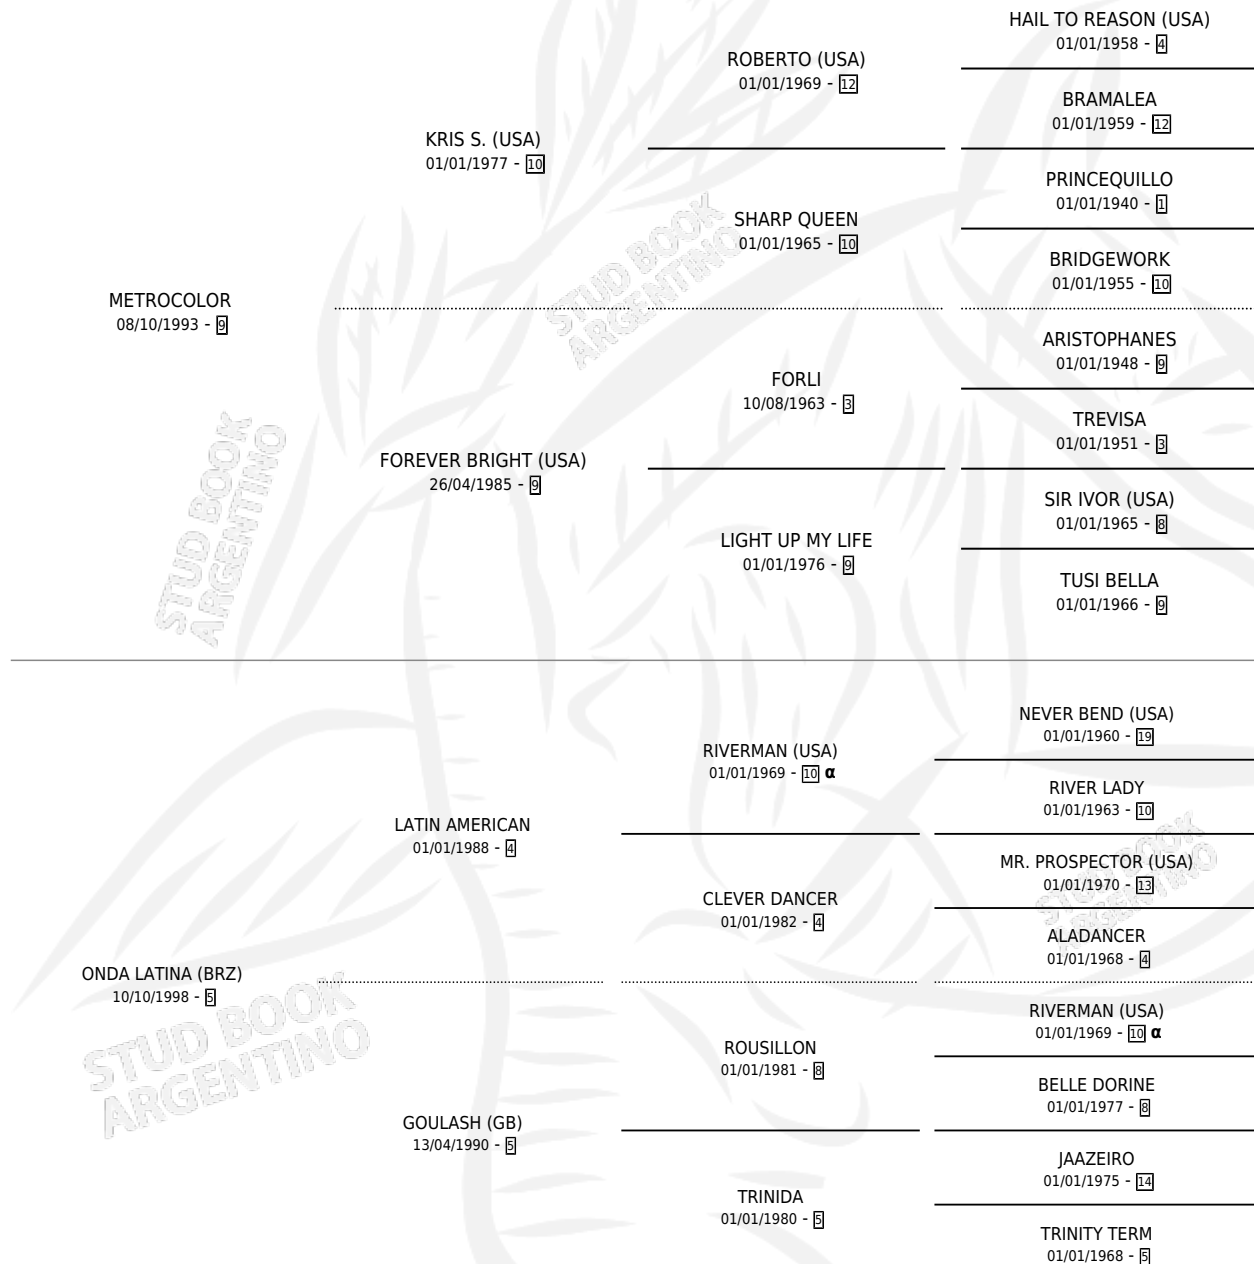 HAIL TO REASON (USA)
01/01/1958 - 4
ROBERTO (USA)
01/01/1969 - 12
BRAMALEA
01/01/1959 - 12
KRIS S. (USA)
01/01/1977 - 10
PRINCEQUILLO
01/01/1940 - 1
SHARP QUEEN
01/01/1965 - 10
BRIDGEWORK
01/01/1955 - 10
METROCOLOR
08/10/1993 - 9
ARISTOPHANES
01/01/1948 - 9
FORLI
10/08/1963 - 3
TREVISA
01/01/1951 - 3
FOREVER BRIGHT (USA)
26/04/1985 - 9
SIR IVOR (USA)
01/01/1965 - 8
LIGHT UP MY LIFE
01/01/1976 - 9
TUSI BELLA
01/01/1966 - 9
NEVER BEND (USA)
01/01/1960 - 19
RIVERMAN (USA)
01/01/1969 - 10 α
RIVER LADY
01/01/1963 - 10
LATIN AMERICAN
01/01/1988 - 4
MR. PROSPECTOR (USA)
01/01/1970 - 13
CLEVER DANCER
01/01/1982 - 4
ALADANCER
01/01/1968 - 4
ONDA LATINA (BRZ)
10/10/1998 - 5
RIVERMAN (USA)
01/01/1969 - 10 α
ROUSILLON
01/01/1981 - 8
BELLE DORINE
01/01/1977 - 8
GOULASH (GB)
13/04/1990 - 5
JAAZEIRO
01/01/1975 - 14
TRINIDA
01/01/1980 - 5
TRINITY TERM
01/01/1968 - 5
STUD BOOK
ARGENTINO
STUD BOOK
ARGENTINO
STUD BOOK
ARGENTINO
STUD BOOK
ARGENTINO